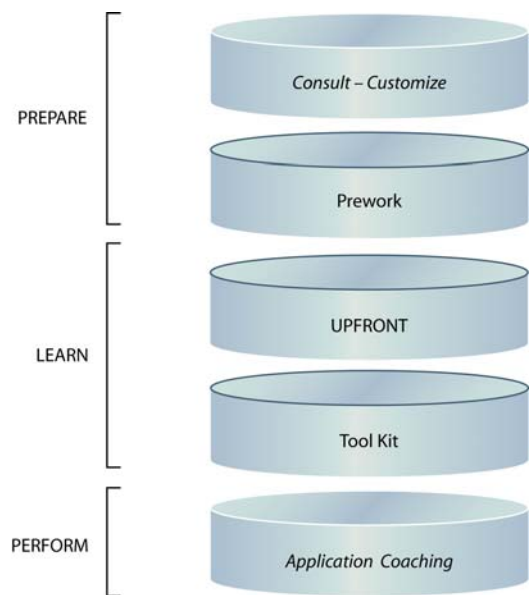 PREPARE
Consult – Customize
Prework
LEARN
UPFRONT
Tool Kit
PERFORM
Application Coaching